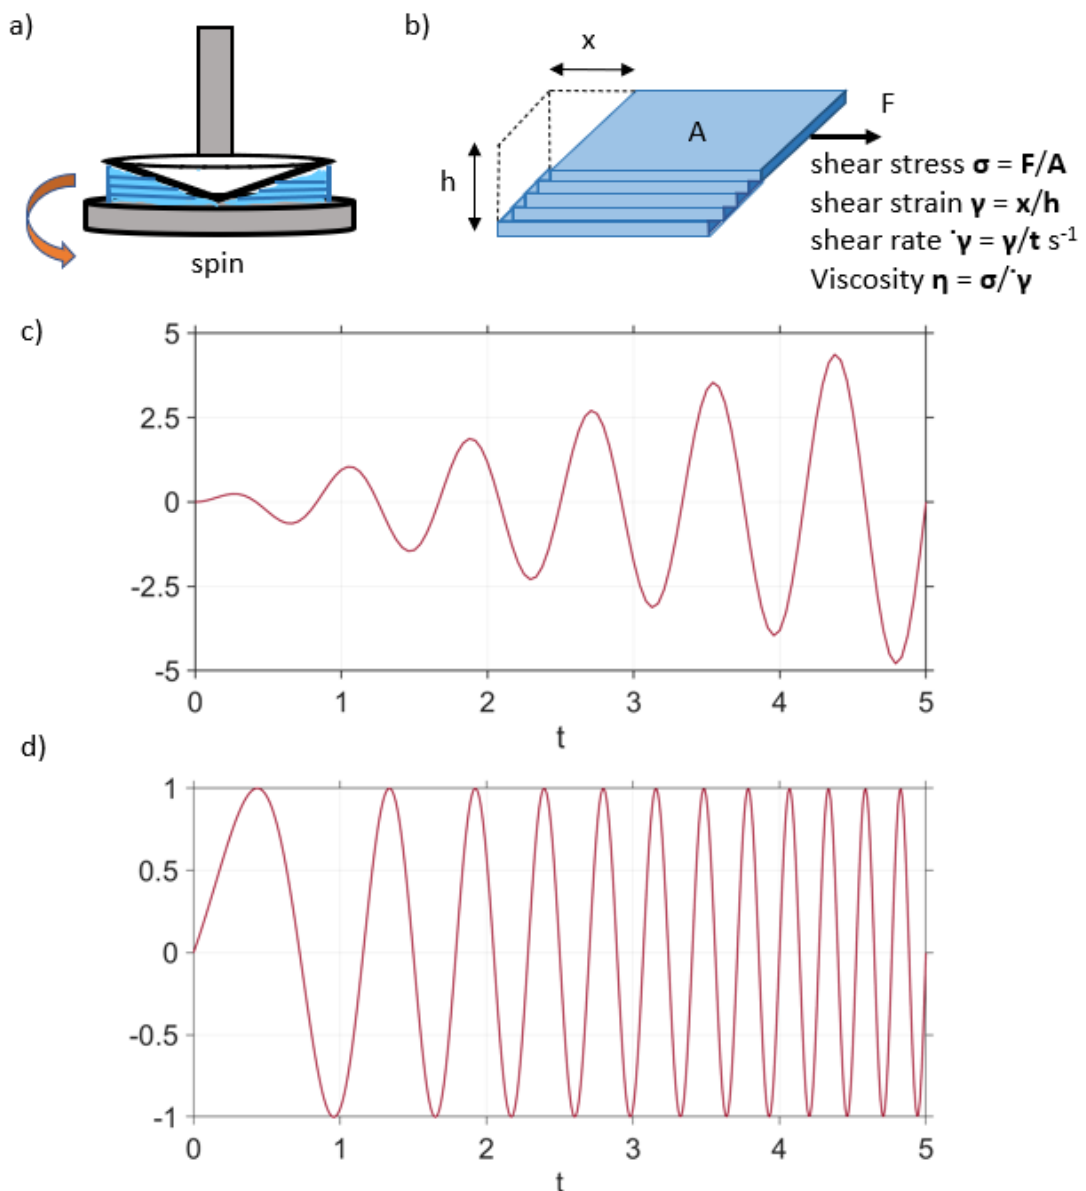 a)
spin
b)
x
h
A
F
shear stress σ = F/A
shear strain γ = x/h
shear rate ˙γ = γ/t s⁻¹
Viscosity η = σ/˙γ
c)
5
2.5
0
-2.5
-5
0 1 2 3 4 5
t
d)
1
0.5
0
-0.5
-1
0 1 2 3 4 5
t